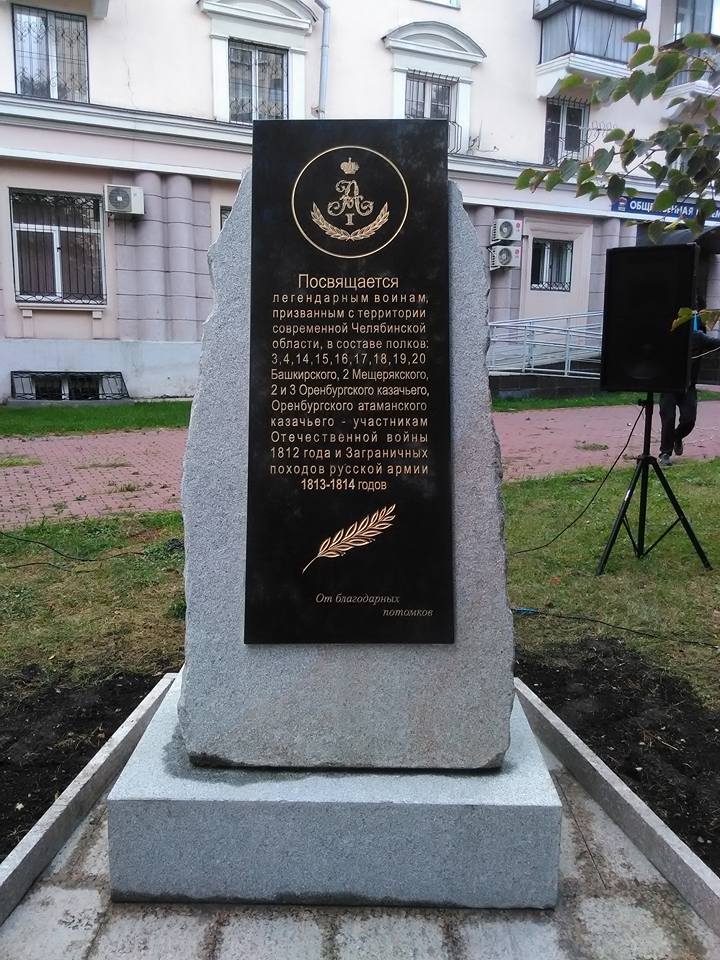 I
Посвящается
легендарным воинам,
призванным с территории
современной Челябинской
области, в составе полков:
3,4,14,15,16,17,18,19,20
Башкирского, 2 Мещерякского,
2 и 3 Оренбургского казачьего,
Оренбургского атаманского
казачьего - участникам
Отечественной войны
1812 года и Заграничных
походов русской армии
1813-1814 годов
От благодарных
потомков